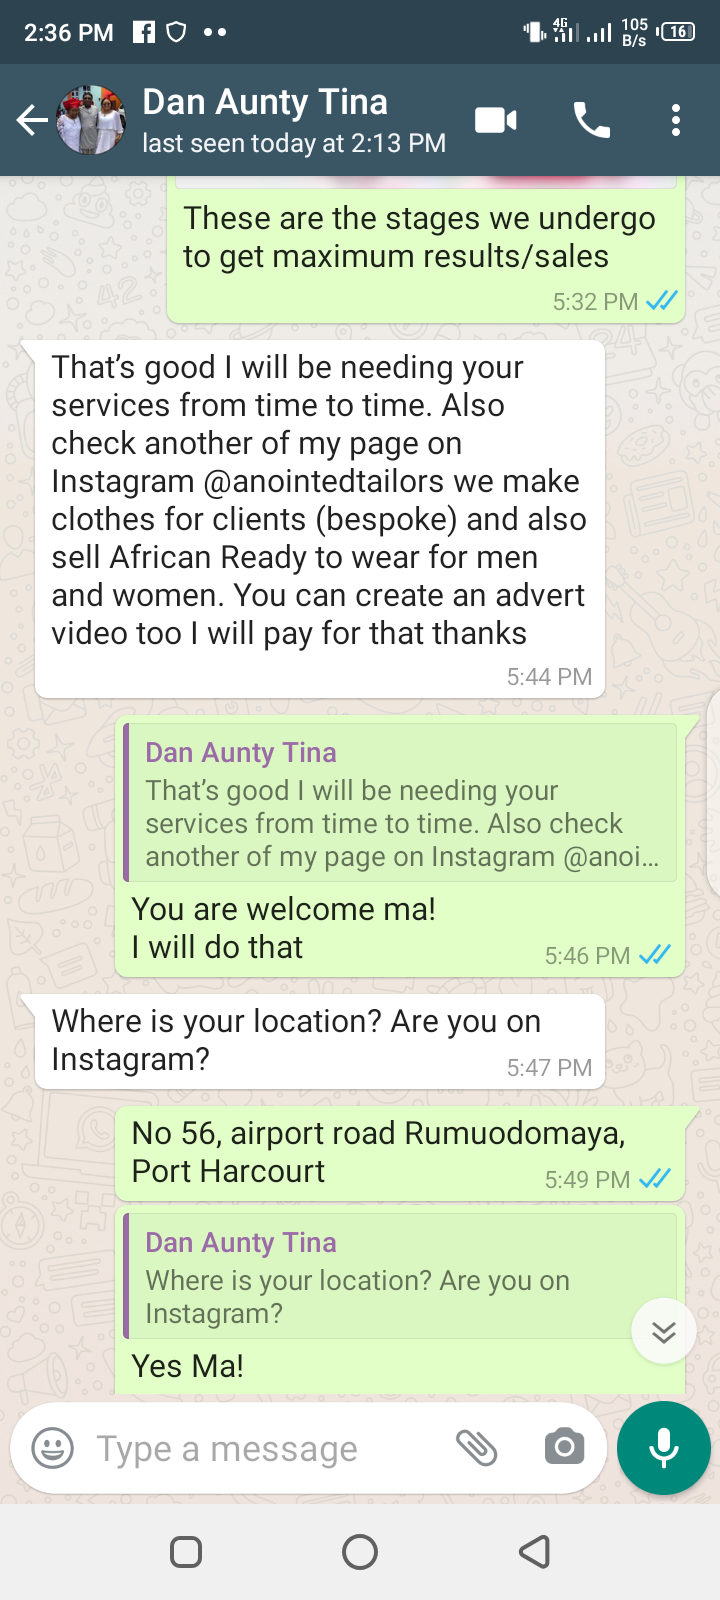 2:36 PM
4G
105
B/s
16
Dan Aunty Tina
last seen today at 2:13 PM
These are the stages we undergo
to get maximum results/sales
5:32 PM
That's good I will be needing your
services from time to time. Also
check another of my page on
Instagram @anointedtailors we make
clothes for clients (bespoke) and also
sell African Ready to wear for men
and women. You can create an advert
video too I will pay for that thanks
5:44 PM
Dan Aunty Tina
That's good I will be needing your
services from time to time. Also check
another of my page on Instagram @anoi...
You are welcome ma!
I will do that
5:46 PM
Where is your location? Are you on
Instagram?
5:47 PM
No 56, airport road Rumuodomaya,
Port Harcourt
5:49 PM
Dan Aunty Tina
Where is your location? Are you on
Instagram?
Yes Ma!
Type a message